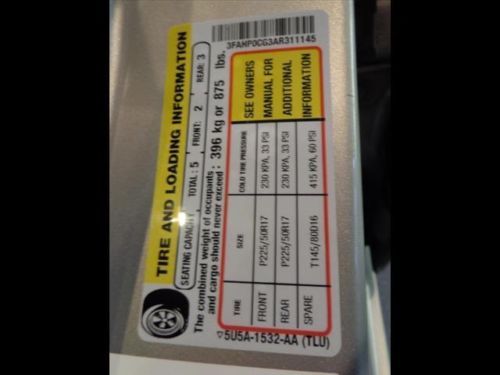 3FAHP0CG3AR311145
TIRE AND LOADING INFORMATION
SEATING CAPACITY TOTAL: 5 FRONT: 2 REAR: 3
The combined weight of occupants
and cargo should never exceed: 396 kg or 875 lbs.
TIRE SIZE COLD TIRE PRESSURE SEE OWNERS
FRONT P225/50R17 230 KPA, 33 PSI MANUAL FOR
REAR P225/50R17 230 KPA, 33 PSI ADDITIONAL
SPARE T145/80D16 415 KPA, 60 PSI INFORMATION
▽5U5A-1532-AA (TLU)